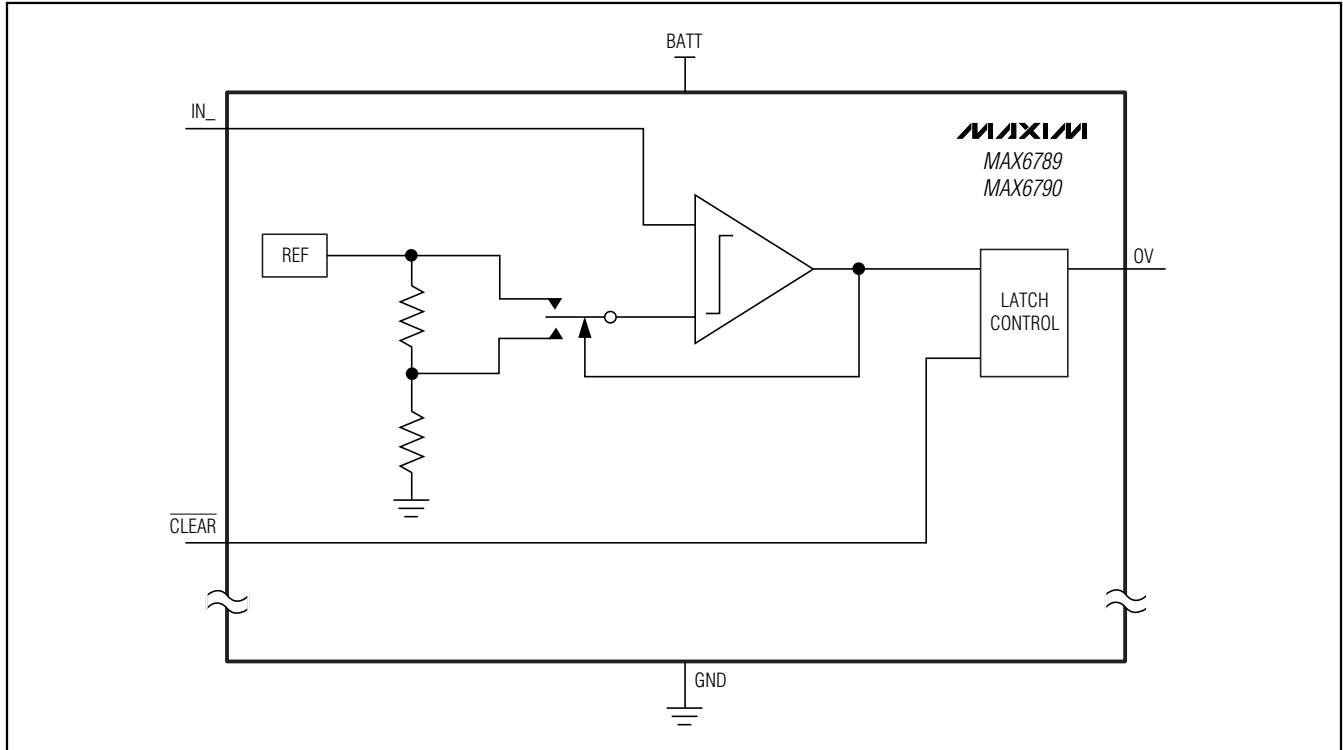 BATT
IN_
MAXIM
MAX6789
MAX6790
REF
OV
LATCH
CONTROL
CLEAR
GND